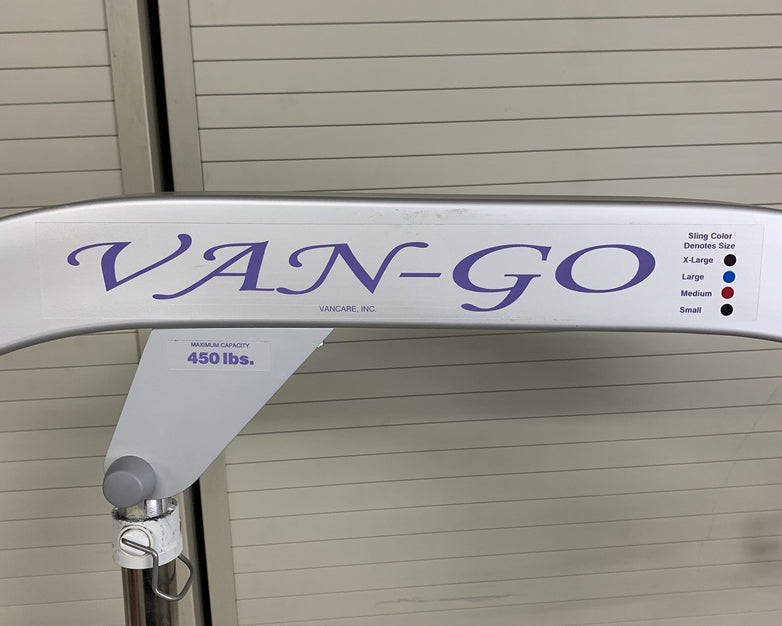 VAN-GO
VANCARE, INC.
Sling Color
Denotes Size
X-Large
Large
Medium
Small
MAXIMUM CAPACITY
450 lbs.